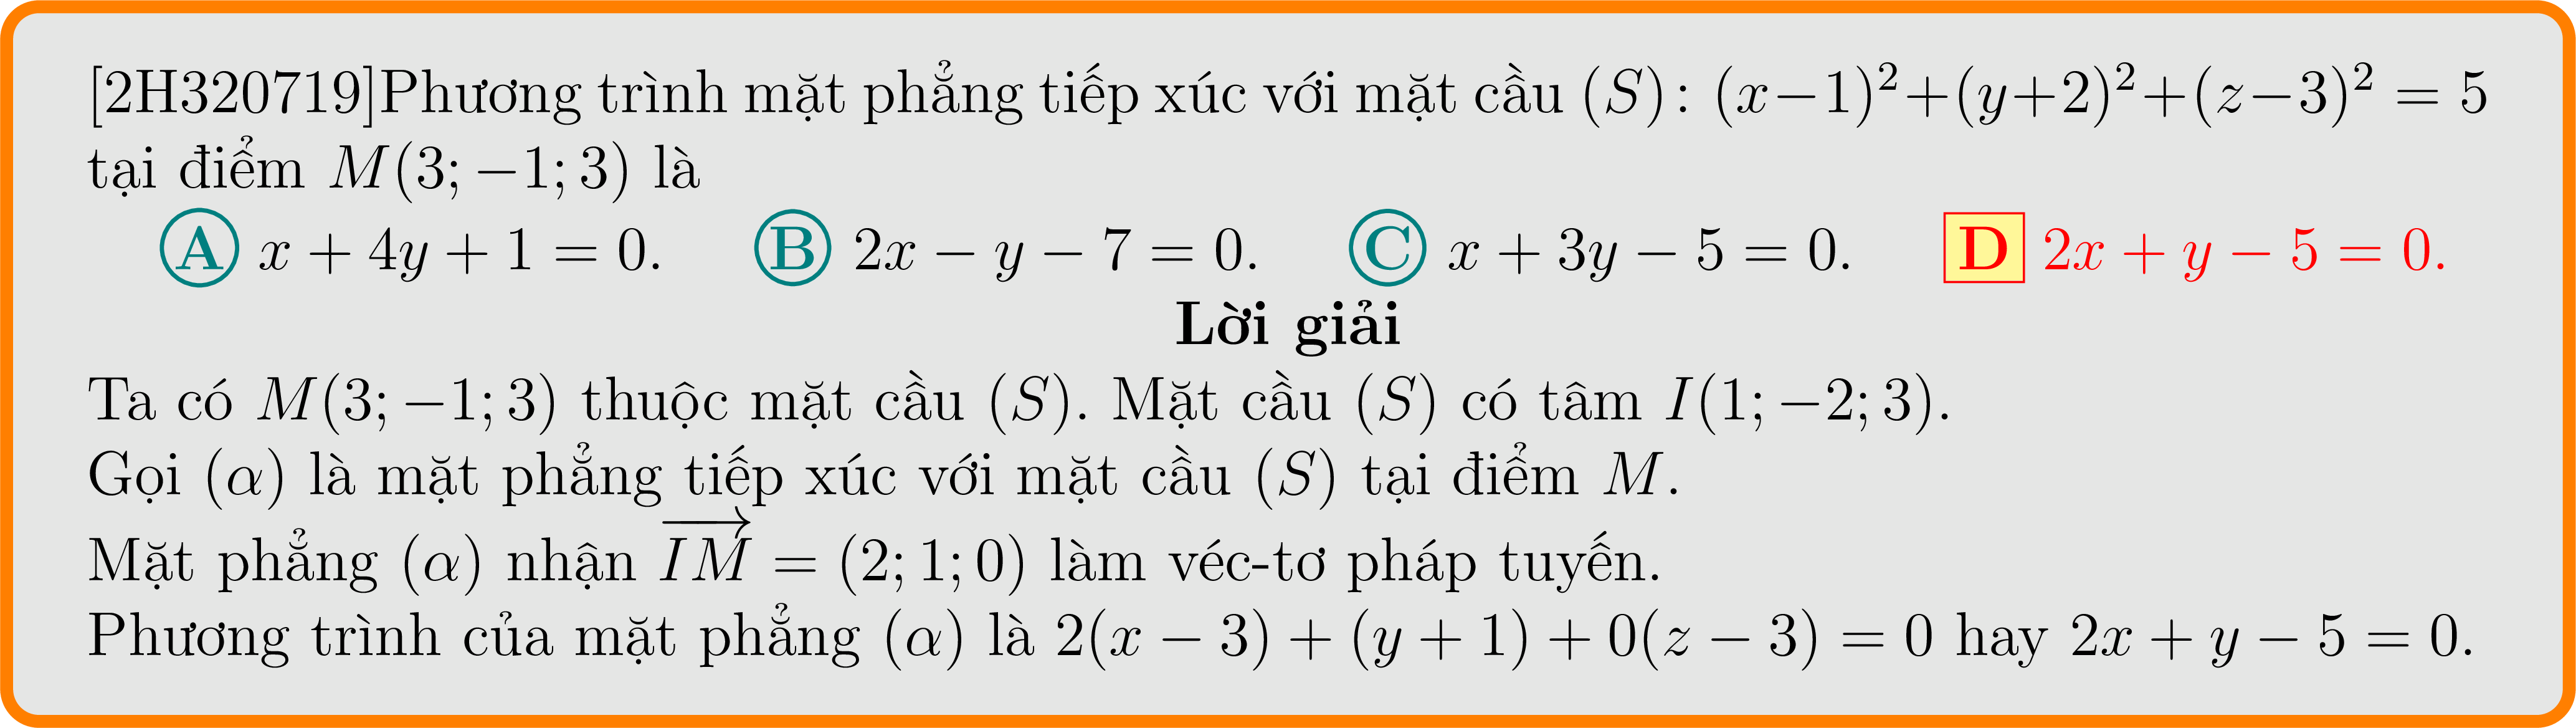 [2H320719]Phương trình mặt phẳng tiếp xúc với mặt cầu (S): (x−1)²+(y+2)²+(z−3)² = 5
tại điểm M(3; −1; 3) là
A x + 4y + 1 = 0. B 2x − y − 7 = 0. C x + 3y − 5 = 0. D 2x + y − 5 = 0.
Lời giải
Ta có M(3; −1; 3) thuộc mặt cầu (S). Mặt cầu (S) có tâm I(1; −2; 3).
Gọi (α) là mặt phẳng tiếp xúc với mặt cầu (S) tại điểm M.
Mặt phẳng (α) nhận \overrightarrow{IM} = (2; 1; 0) làm véc-tơ pháp tuyến.
Phương trình của mặt phẳng (α) là 2(x − 3) + (y + 1) + 0(z − 3) = 0 hay 2x + y − 5 = 0.